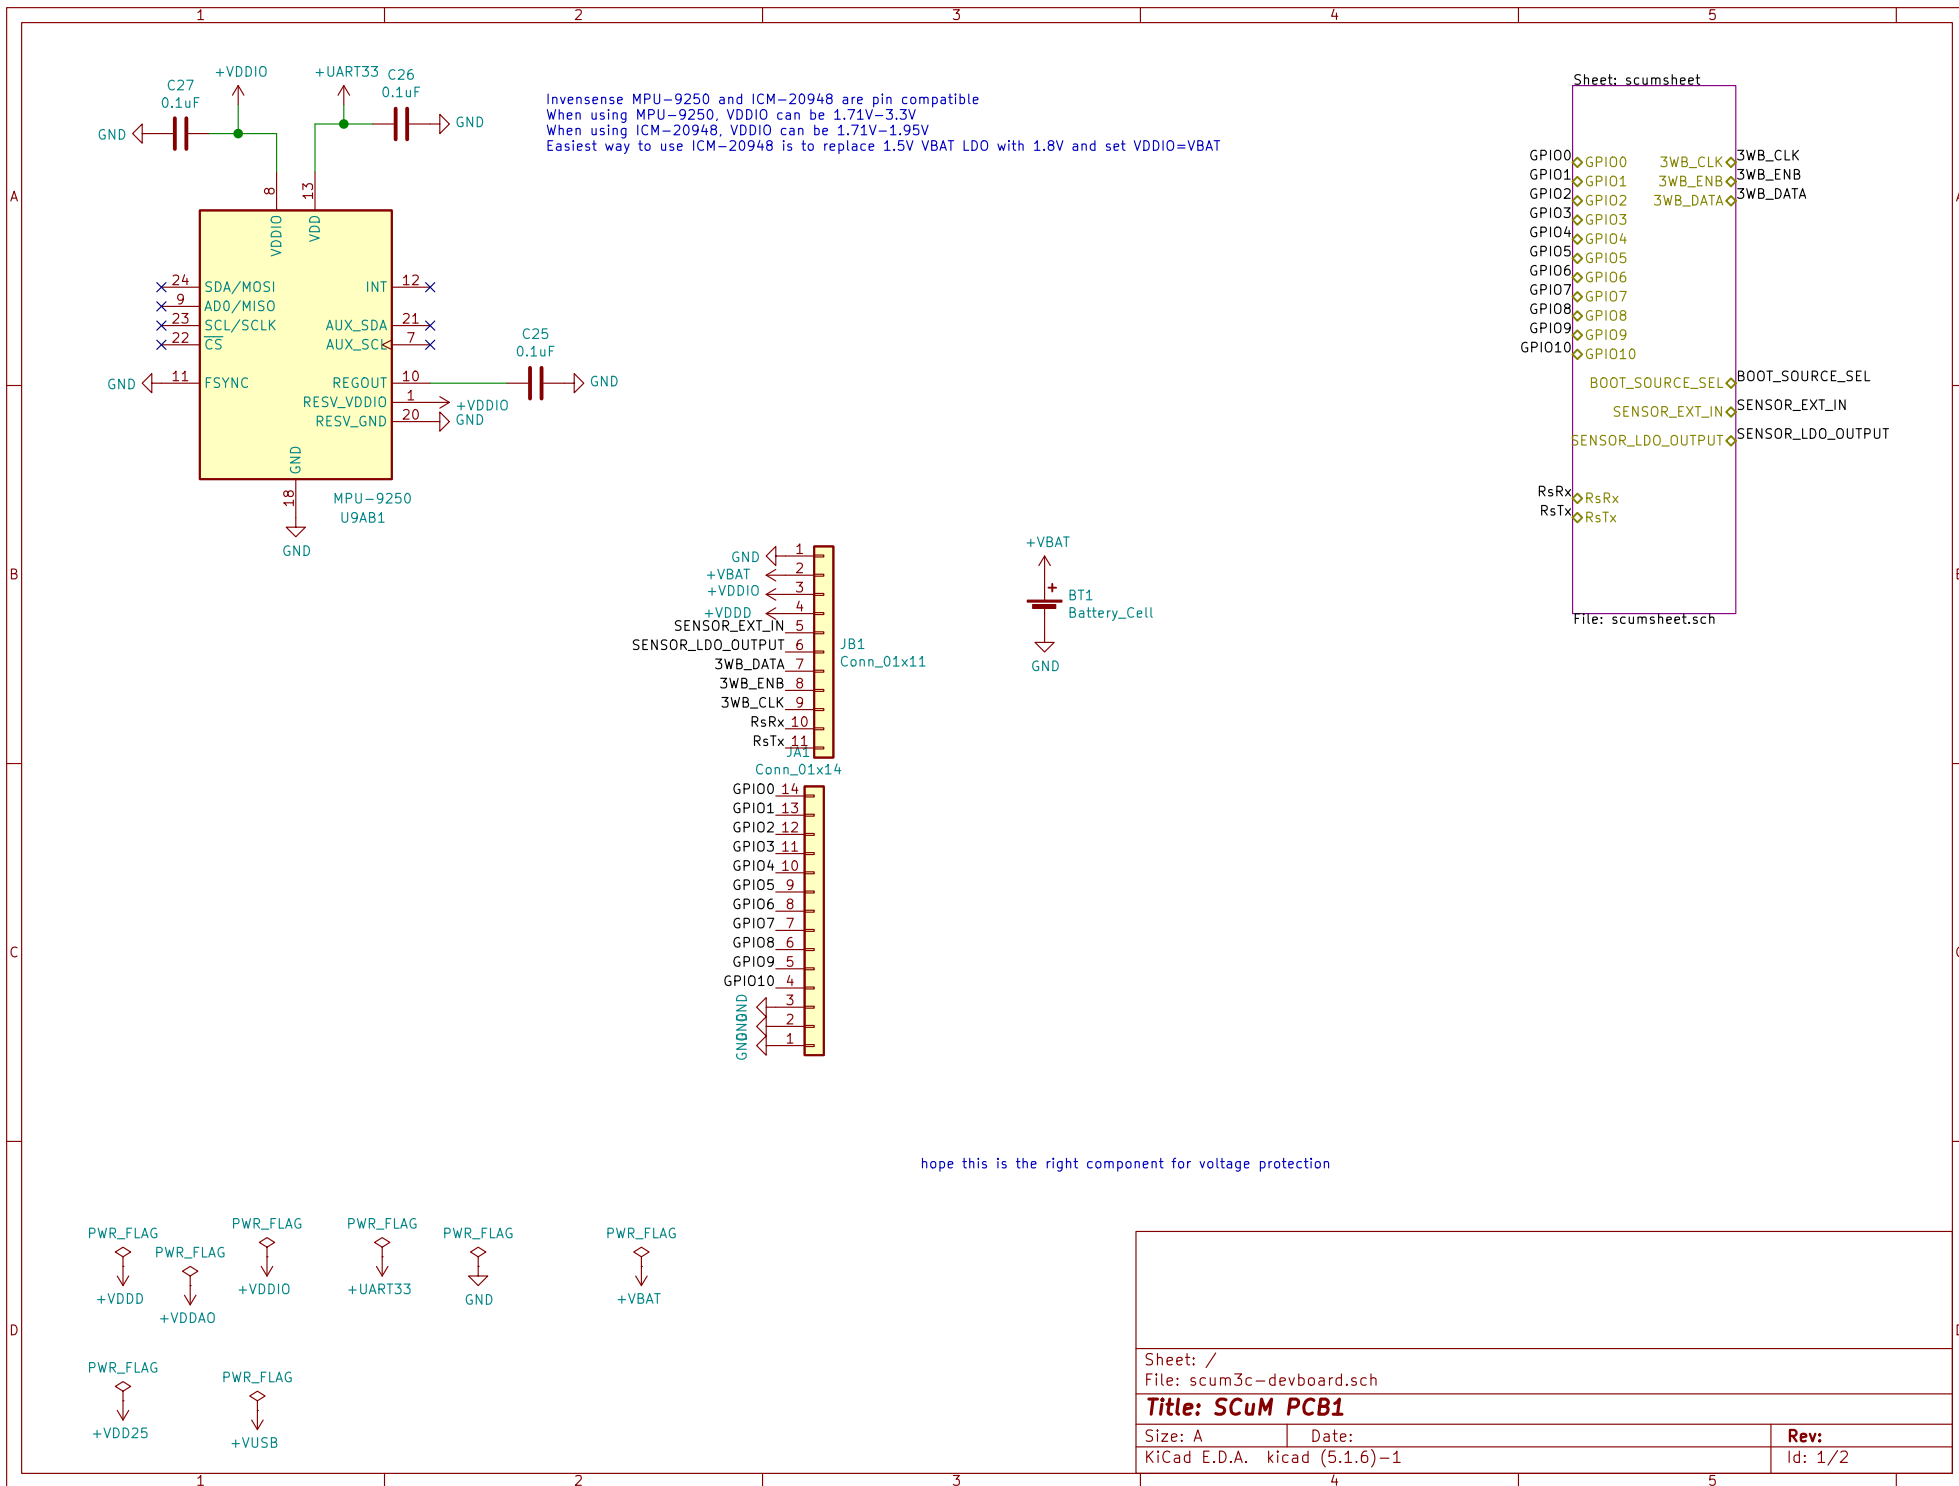 1 2 3 4 5
C27
0.1uF
+VDDIO
GND
+UART33
C26
0.1uF
GND
Invensense MPU-9250 and ICM-20948 are pin compatible
When using MPU-9250, VDDIO can be 1.71V-3.3V
When using ICM-20948, VDDIO can be 1.71V-1.95V
Easiest way to use ICM-20948 is to replace 1.5V VBAT LDO with 1.8V and set VDDIO=VBAT
8
13
VDDIO
VDD
A
24 SDA/MOSI
9 AD0/MISO
23 SCL/SCLK
22 CS
GND 11 FSYNC
INT 12
AUX_SDA 21
AUX_SCL 7
REGOUT 10
RESV_VDDIO 1 +VDDIO
RESV_GND 20 GND
C25
0.1uF
GND
GND
18
GND
MPU-9250
U9AB1
Sheet: scumsheet
GPIO0 GPIO0
GPIO1 GPIO1
GPIO2 GPIO2
GPIO3 GPIO3
GPIO4 GPIO4
GPIO5 GPIO5
GPIO6 GPIO6
GPIO7 GPIO7
GPIO8 GPIO8
GPIO9 GPIO9
GPIO10 GPIO10
3WB_CLK 3WB_CLK
3WB_ENB 3WB_ENB
3WB_DATA 3WB_DATA
BOOT_SOURCE_SEL BOOT_SOURCE_SEL
SENSOR_EXT_IN SENSOR_EXT_IN
SENSOR_LDO_OUTPUT SENSOR_LDO_OUTPUT
RsRx RsRx
RsTx RsTx
File: scumsheet.sch
B
GND 1
+VBAT 2
+VDDIO 3
+VDDD 4
SENSOR_EXT_IN 5
SENSOR_LDO_OUTPUT 6
3WB_DATA 7
3WB_ENB 8
3WB_CLK 9
RsRx 10
RsTx 11
JB1
Conn_01x11
+VBAT
+
BT1
Battery_Cell
GND
JA1
Conn_01x14
GPIO0 14
GPIO1 13
GPIO2 12
GPIO3 11
GPIO4 10
GPIO5 9
GPIO6 8
GPIO7 7
GPIO8 6
GPIO9 5
GPIO10 4
GND 3
GND 2
GND 1
C
hope this is the right component for voltage protection
PWR_FLAG
+VDDD
PWR_FLAG
+VDDAO
PWR_FLAG
+VDDIO
PWR_FLAG
+UART33
PWR_FLAG
GND
PWR_FLAG
+VBAT
D
PWR_FLAG
+VDD25
PWR_FLAG
+VUSB
Sheet: /
File: scum3c-devboard.sch
Title: SCuM PCB1
Size: A Date: Rev:
KiCad E.D.A. kicad (5.1.6)-1 Id: 1/2
1 2 3 4 5